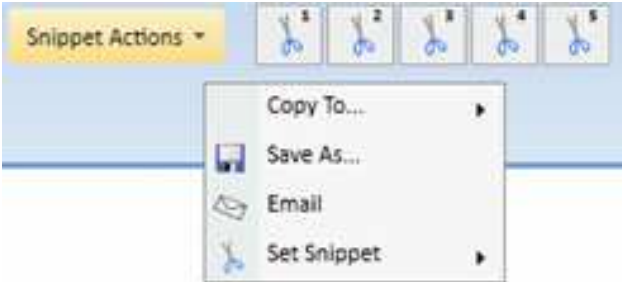 Snippet Actions
1 2 3 4 5
Copy To...
Save As...
Email
Set Snippet